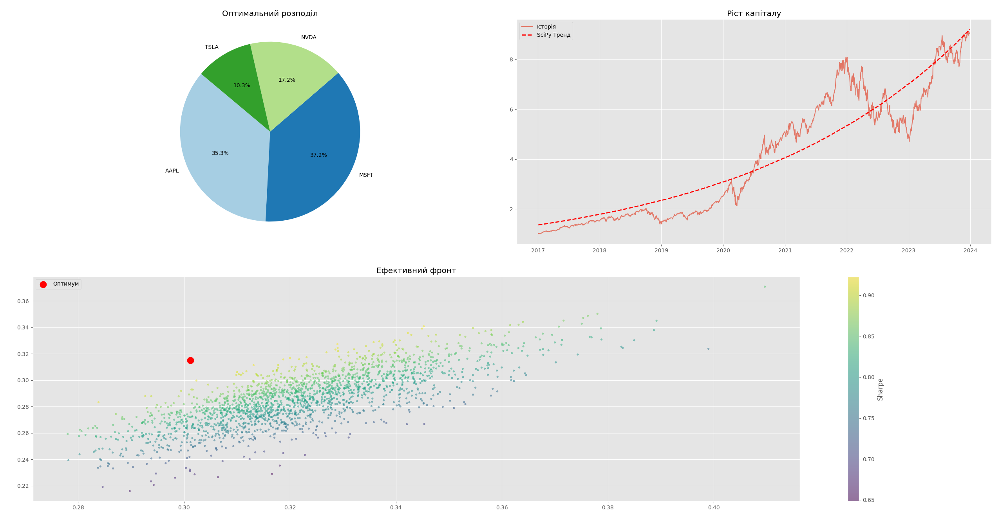 Оптимальний розподіл
NVDA
TSLA
17.2%
10.3%
35.3%
37.2%
AAPL
MSFT
Ріст капіталу
Історія
SciPy Тренд
8
6
4
2
2017 2018 2019 2020 2021 2022 2023 2024
Ефективний фронт
Оптимум
0.36
0.34
0.32
0.30
0.28
0.26
0.24
0.22
0.28 0.30 0.32 0.34 0.36 0.38 0.40
0.90
0.85
0.80
0.75
0.70
0.65
Sharpe